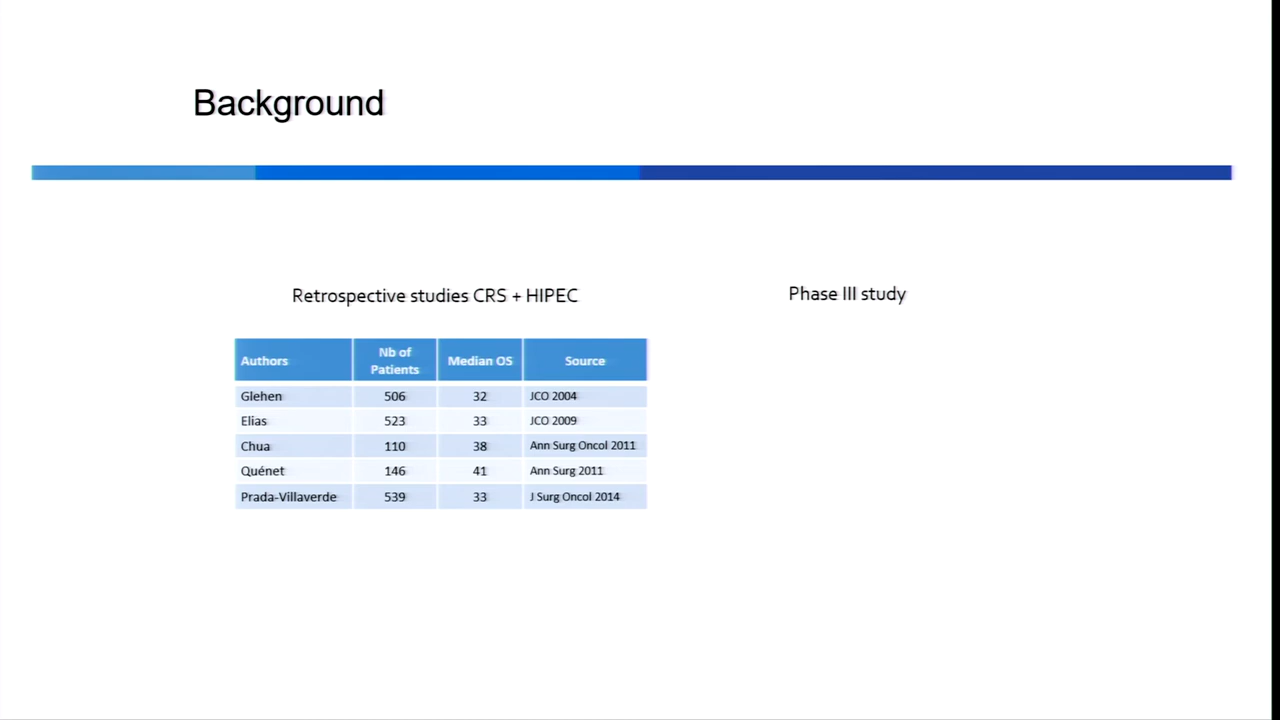 Background
Retrospective studies CRS + HIPEC
Phase III study
Authors Nb of Patients Median OS Source
Glehen 506 32 JCO 2004
Elias 523 33 JCO 2009
Chua 110 38 Ann Surg Oncol 2011
Quénet 146 41 Ann Surg 2011
Prada-Villaverde 539 33 J Surg Oncol 2014